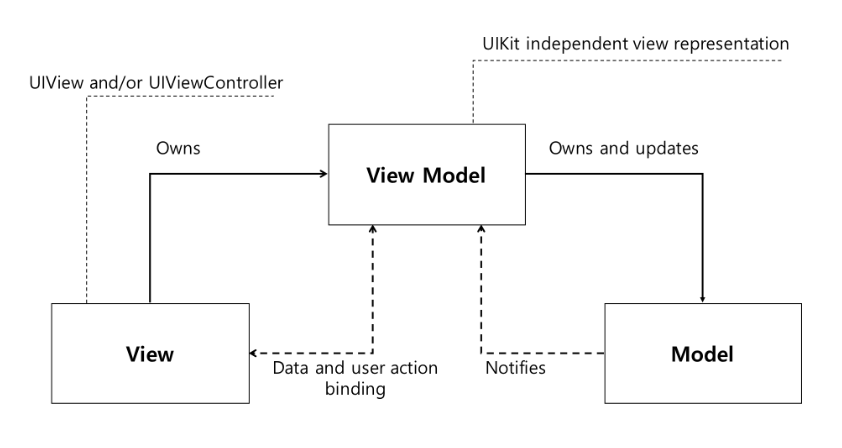 UIKit independent view representation
UIView and/or UIViewController
Owns
Owns and updates
View Model
View
Model
Data and user action
binding
Notifies